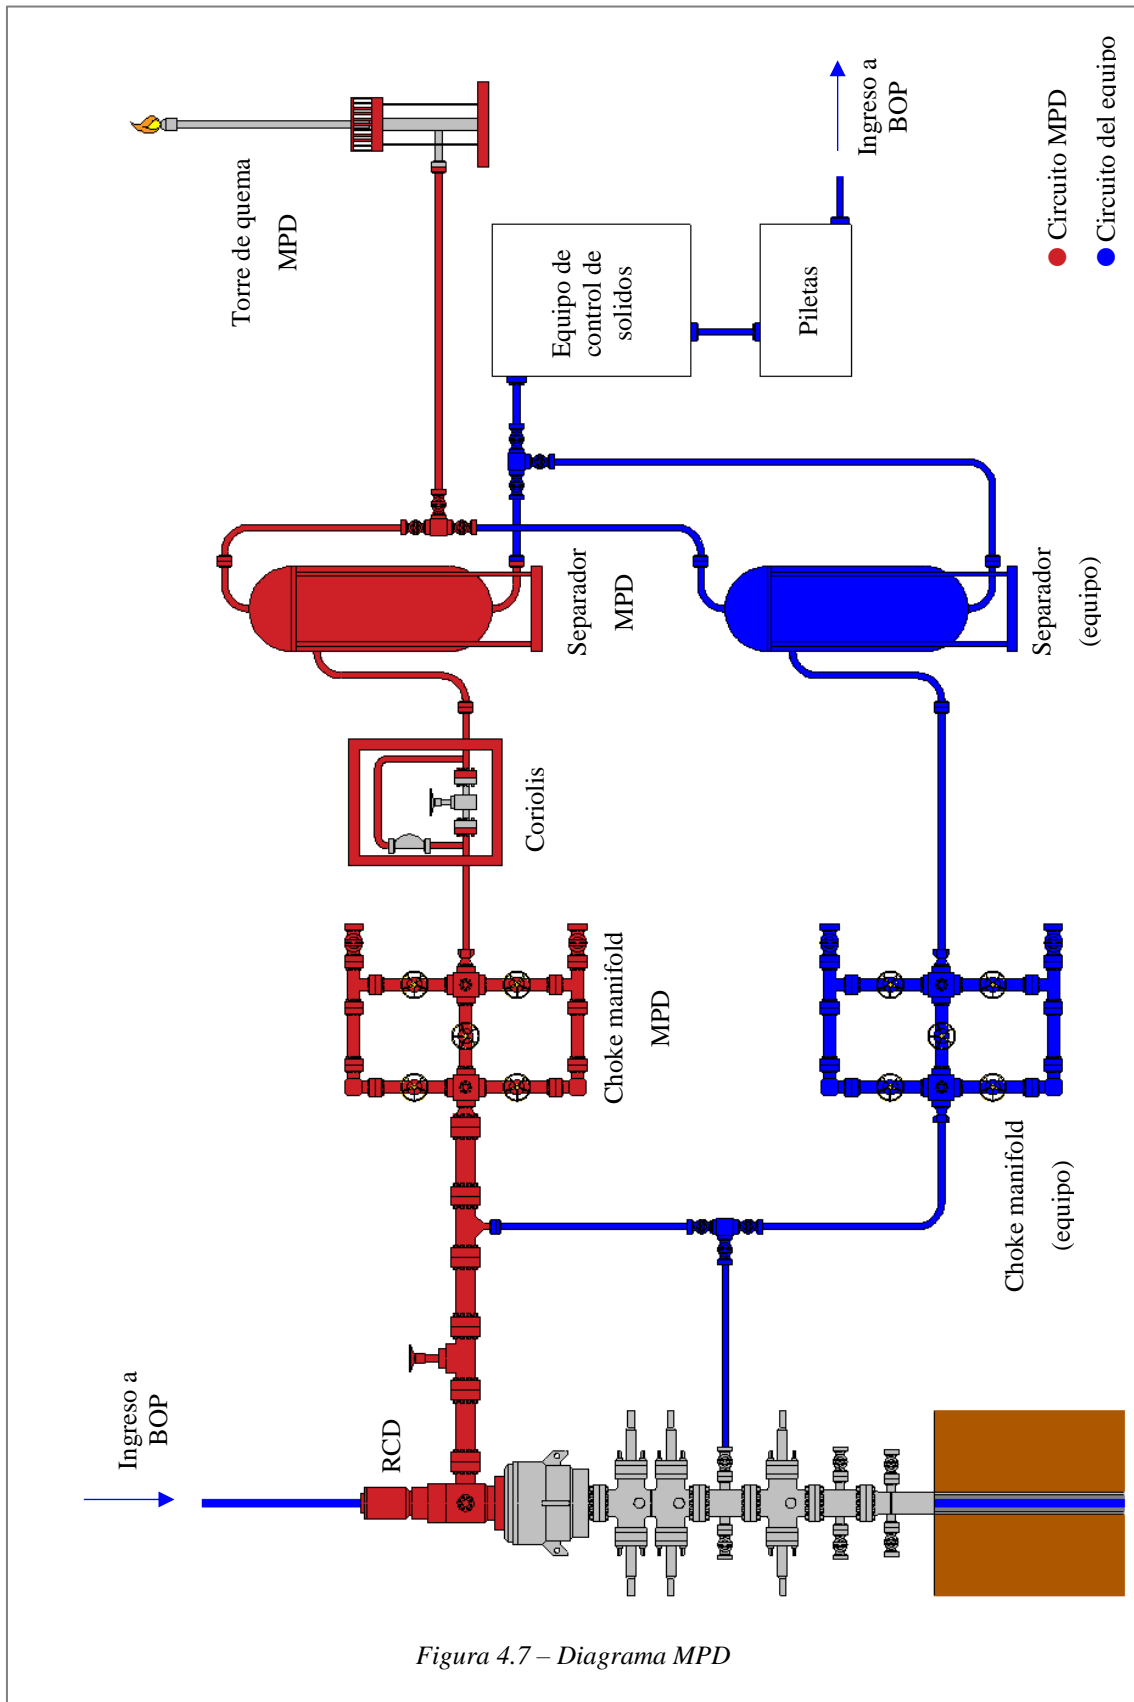 Ingreso a
BOP
RCD
Choke manifold
MPD
Coriolis
Separador
MPD
Torre de quema
MPD
Equipo de
control de
solidos
Piletas
Ingreso a
BOP
Choke manifold
(equipo)
Separador
(equipo)
Circuito MPD
Circuito del equipo
Figura 4.7 – Diagrama MPD